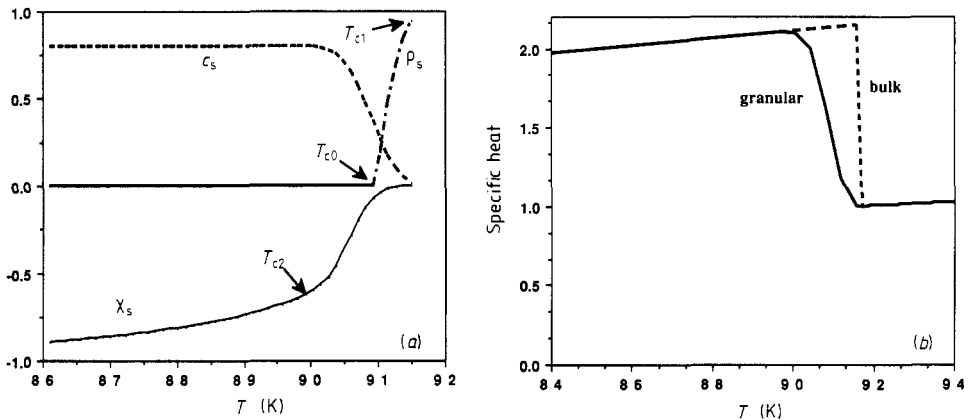 1.0
0.5
0.0
-0.5
-1.0
T_c1
ρ_s
c_s
T_c0
T_c2
χ_s
(a)
86 87 88 89 90 91 92
T (K)
Specific heat
2.0
1.5
1.0
0.5
0.0
granular
bulk
(b)
84 86 88 90 92 94
T (K)